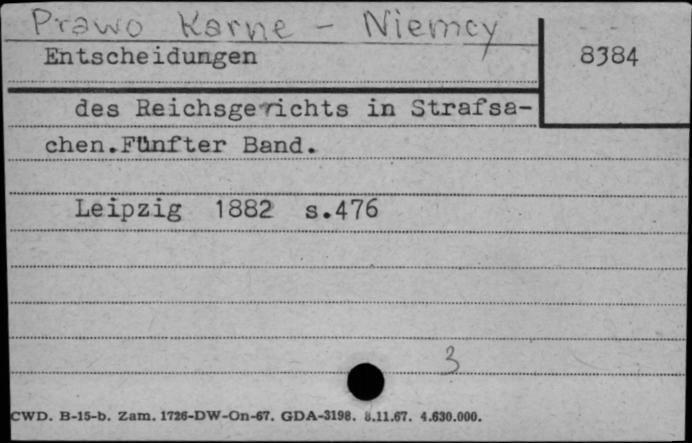 Prawo Karne - Niemcy
Entscheidungen
8384
des Reichsgerichts in Strafsa-
chen.Fünfter Band.
Leipzig 1882 s.476
3
CWD. B-15-b. Zam. 1726-DW-On-67. GDA-3198. 8.11.67. 4.630.000.